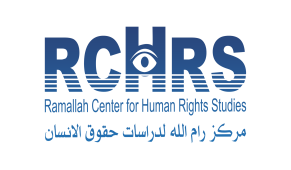 RCHRS
Ramallah Center for Human Rights Studies
مركز رام الله لدراسات حقوق الانسان